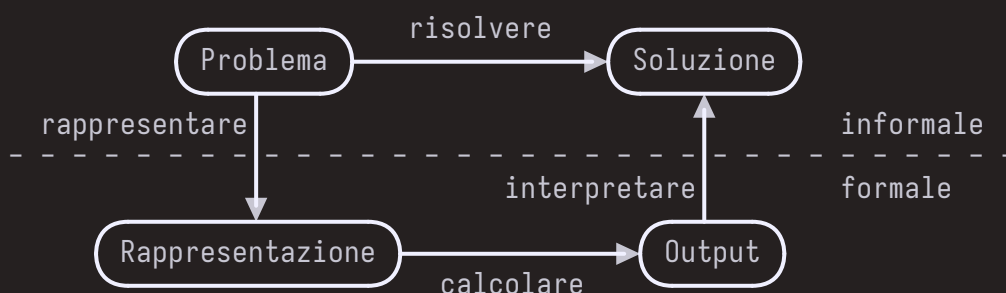 risolvere
Problema
Soluzione
rappresentare
informale
interpretare
formale
Rappresentazione
Output
calcolare